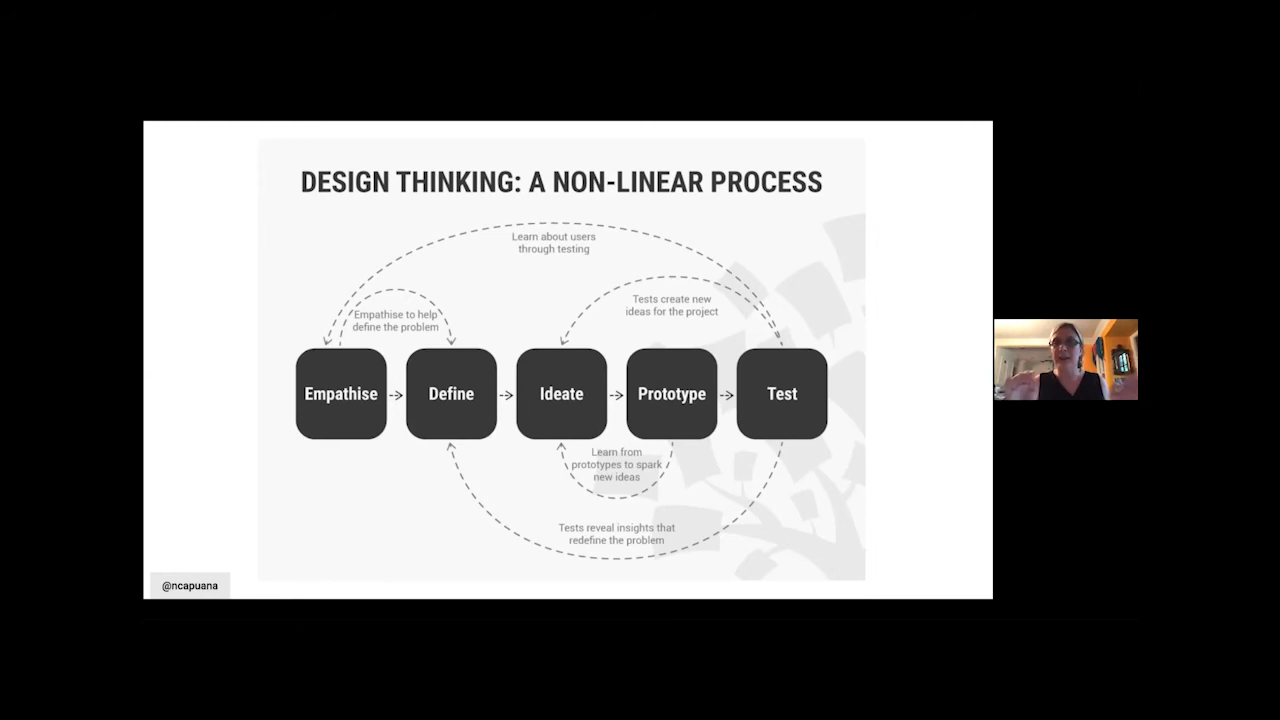 DESIGN THINKING: A NON-LINEAR PROCESS
Learn about users
through testing
Tests create new
ideas for the project
Empathise to help
define the problem
Empathise
Define
Ideate
Prototype
Test
Learn from
prototypes to spark
new ideas
Tests reveal insights that
redefine the problem
@ncapuana